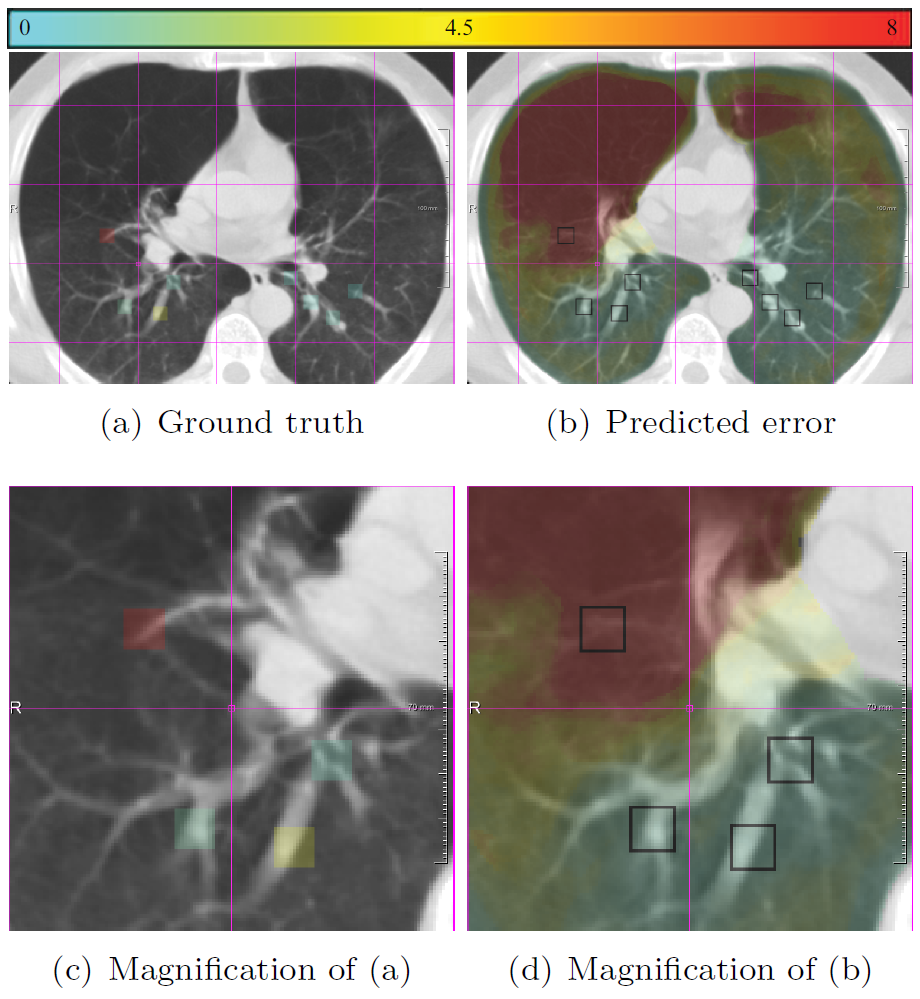 0 4.5 8
R 100 mm R 100 mm
(a) Ground truth (b) Predicted error
R 70 mm R 70 mm
(c) Magnification of (a) (d) Magnification of (b)